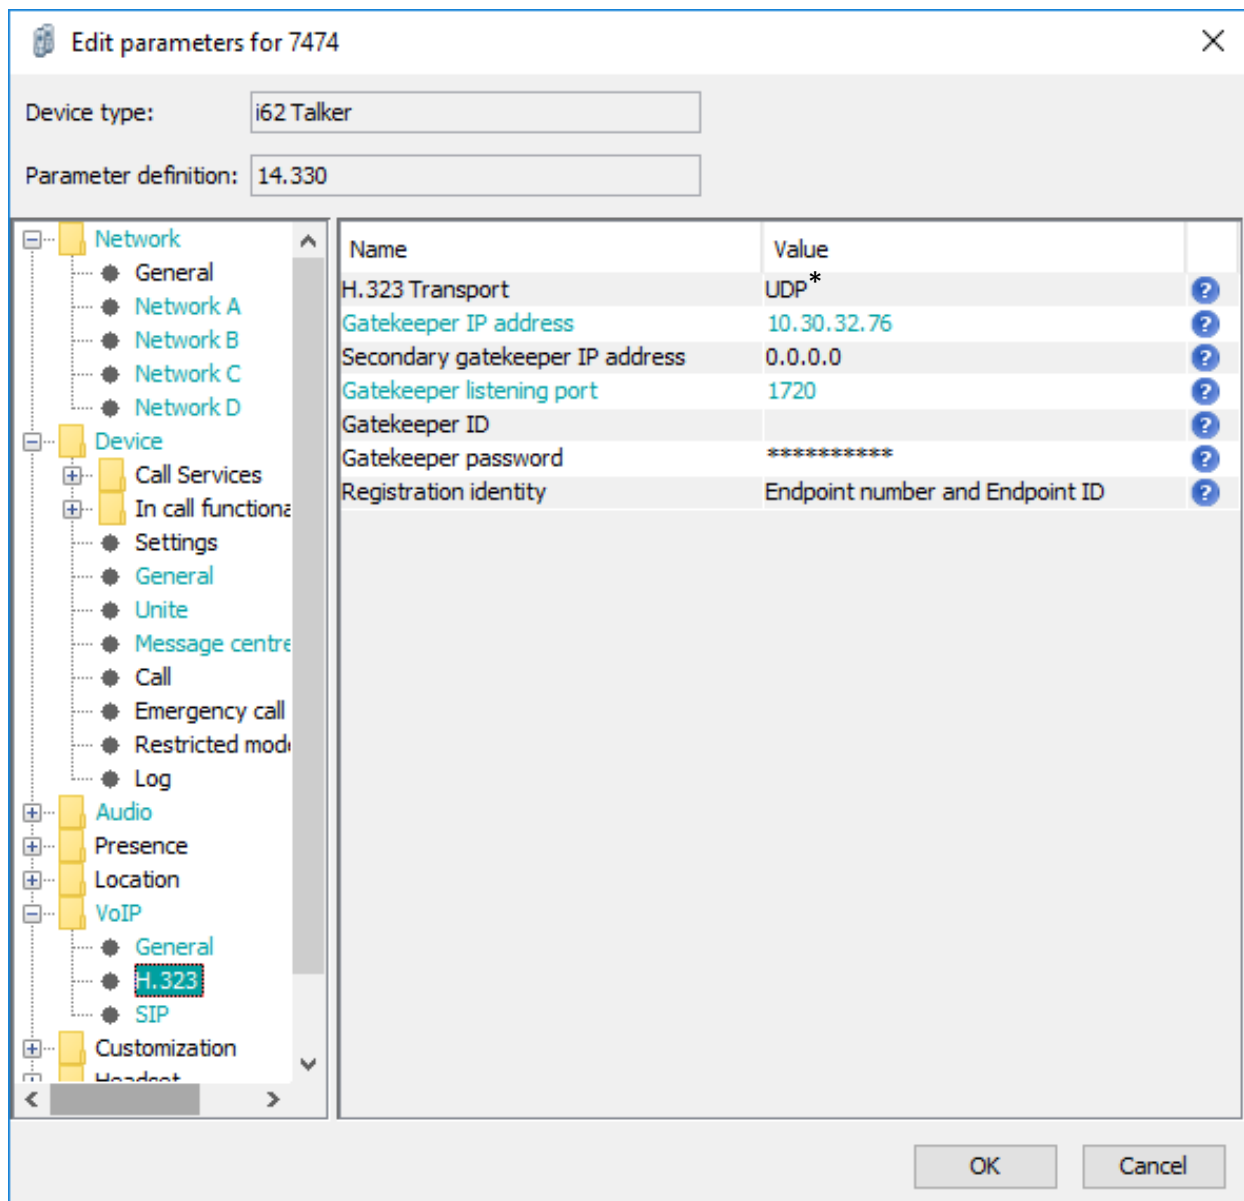 Edit parameters for 7474
Device type: i62 Talker
Parameter definition: 14.330
Network
General
Network A
Network B
Network C
Network D
Device
Call Services
In call functiona
Settings
General
Unite
Message centre
Call
Emergency call
Restricted mod
Log
Audio
Presence
Location
VoIP
General
H.323
SIP
Customization
Headset
Name Value
H.323 Transport UDP*
Gatekeeper IP address 10.30.32.76
Secondary gatekeeper IP address 0.0.0.0
Gatekeeper listening port 1720
Gatekeeper ID
Gatekeeper password **********
Registration identity Endpoint number and Endpoint ID
OK Cancel